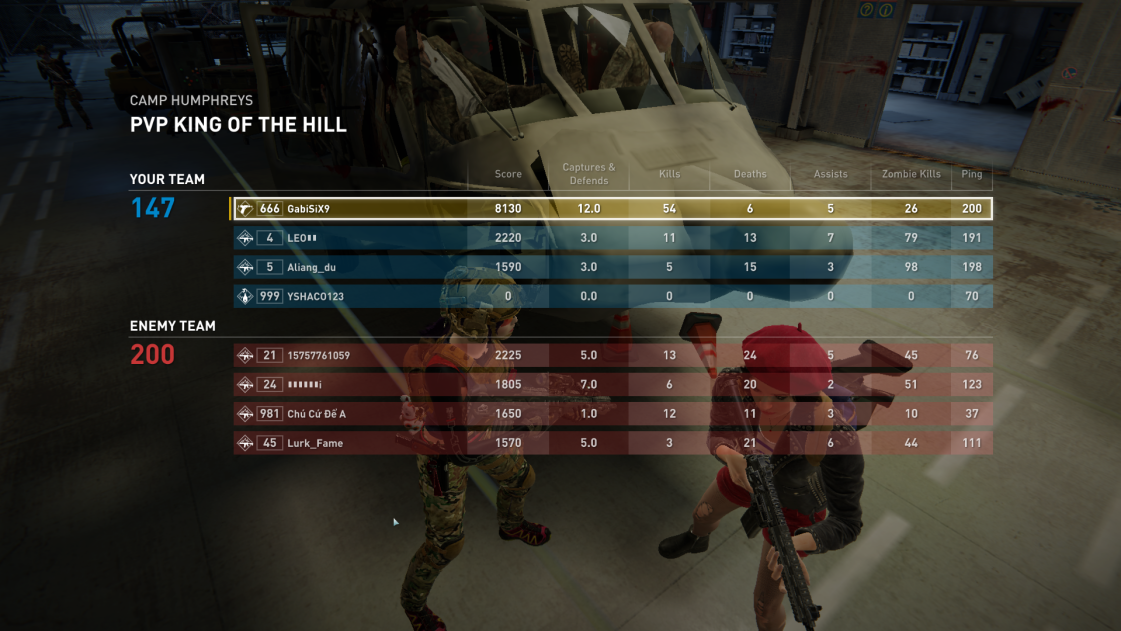 CAMP HUMPHREYS
PVP KING OF THE HILL
YOUR TEAM Score Captures & Defends Kills Deaths Assists Zombie Kills Ping
147
666 GabiSiX9 8130 12.0 54 6 5 26 200
4 LEO 2220 3.0 11 13 7 79 191
5 Aliang_du 1590 3.0 5 15 3 98 198
999 YSHACO123 0 0.0 0 0 0 0 70
ENEMY TEAM
200
21 15757761059 2225 5.0 13 24 5 45 76
24 i 1805 7.0 6 20 2 51 123
981 Chú Cứ Đế A 1650 1.0 12 11 3 10 37
45 Lurk_Fame 1570 5.0 3 21 6 44 111